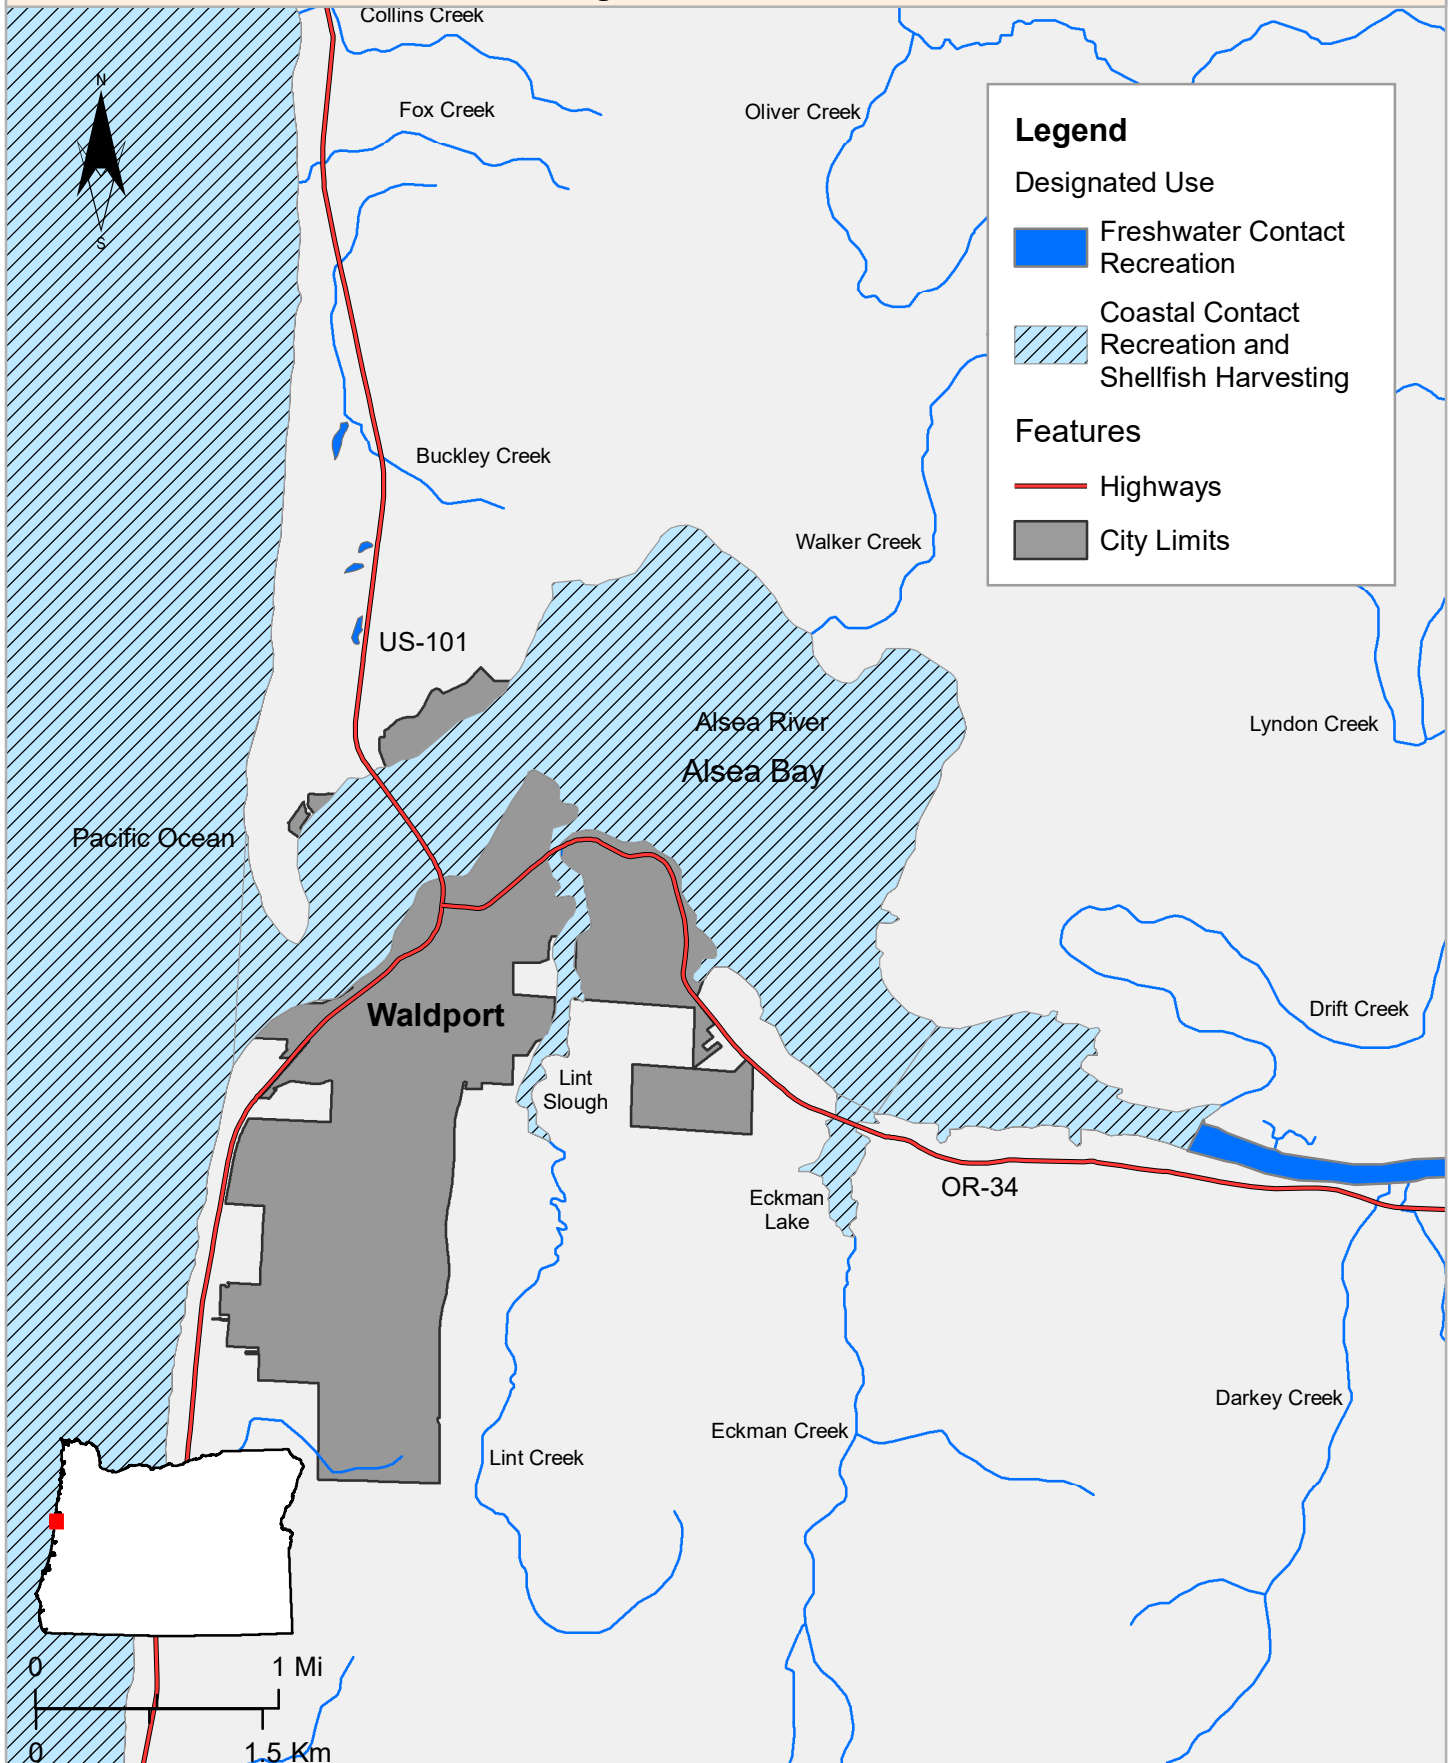 Collins Creek
N
Fox Creek
Oliver Creek
S
Legend
Designated Use
Freshwater Contact
Recreation
Coastal Contact
Recreation and
Shellfish Harvesting
Features
Highways
City Limits
Buckley Creek
Walker Creek
US-101
Alsea River
Lyndon Creek
Alsea Bay
Pacific Ocean
Drift Creek
Waldport
Lint
Slough
OR-34
Eckman
Lake
Darkey Creek
Eckman Creek
Lint Creek
0
1 Mi
0
1.5 Km